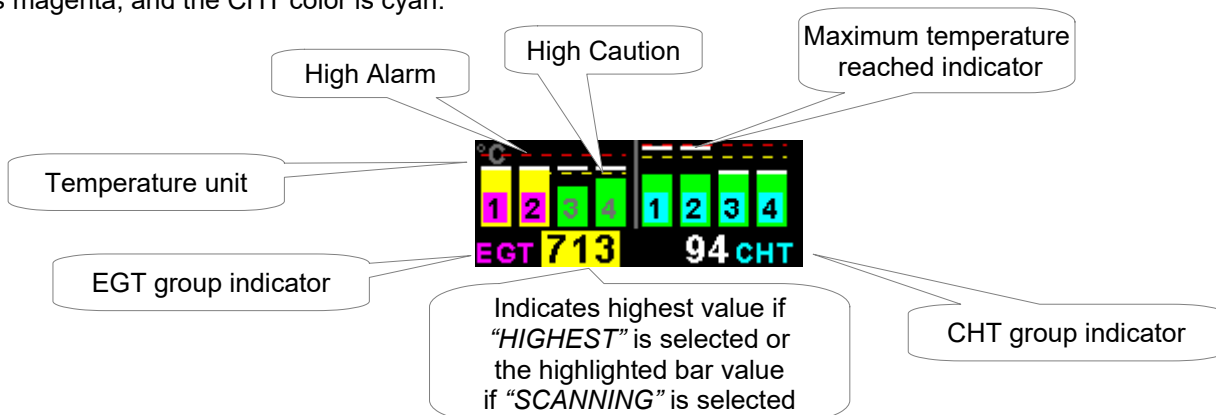 s magenta, and the CHT color is cyan.
High Alarm
High Caution
Maximum temperature
reached indicator
Temperature unit
°C
1 2 3 4 1 2 3 4
EGT 713 94 CHT
EGT group indicator
Indicates highest value if
“HIGHEST” is selected or
the highlighted bar value
if “SCANNING” is selected
CHT group indicator